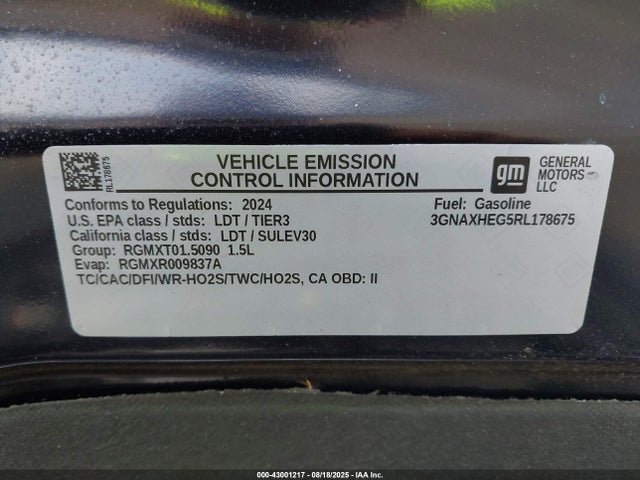 RL178675
VEHICLE EMISSION
CONTROL INFORMATION
gm
GENERAL
MOTORS
LLC
Conforms to Regulations: 2024
Fuel: Gasoline
U.S. EPA class / stds: LDT / TIER3
3GNAXHEG5RL178675
California class / stds: LDT / SULEV30
Group: RGMXT01.5090 1.5L
Evap: RGMXR009837A
TC/CAC/DFI/WR-HO2S/TWC/HO2S, CA OBD: II
000-43001217 - 08/18/2025 - IAA Inc.